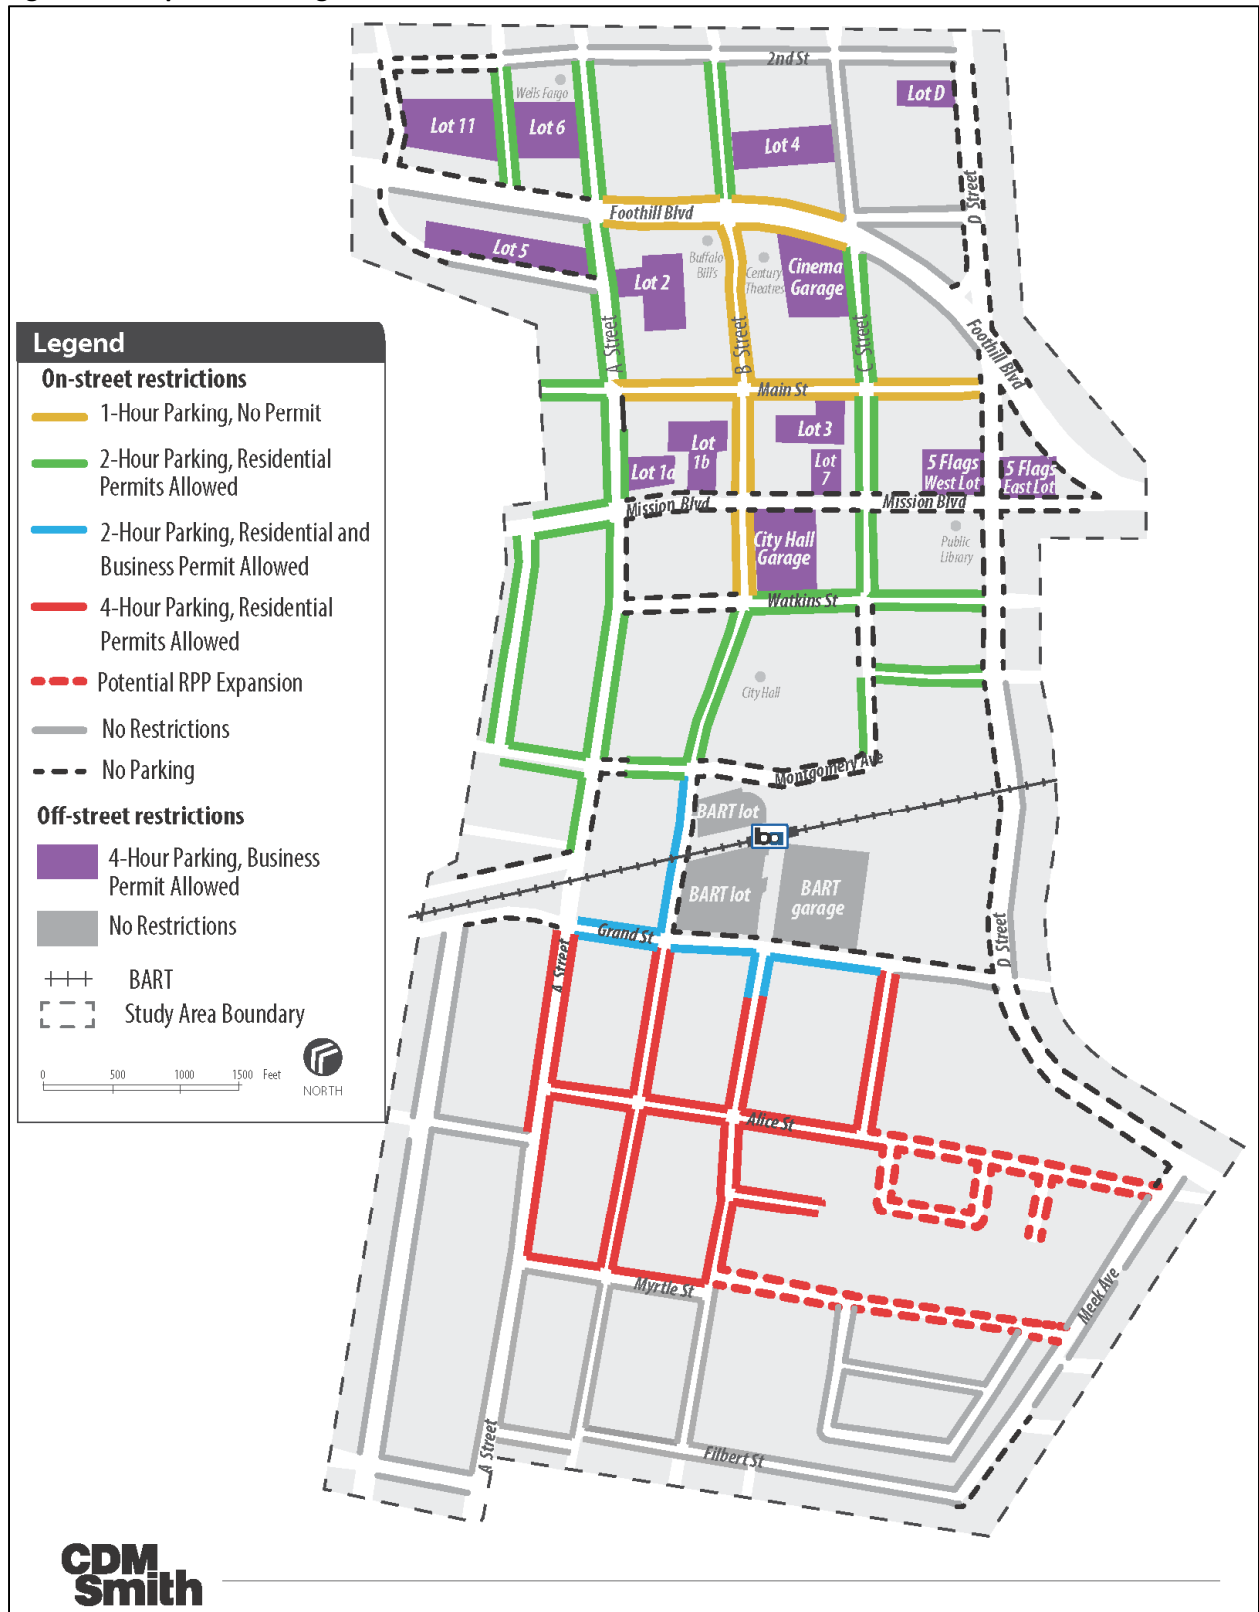 2nd St
Wells Fargo
Lot D
Lot 11
Lot 6
Lot 4
D Street
Foothill Blvd
Lot 5
Buffalo
Bill's
Century
Theatres
Cinema
Garage
Lot 2
A Street
B Street
C Street
Foothill Blvd
Main St
Lot 3
Lot
1b
Lot 1a
Lot
7
5 Flags
West Lot
5 Flags
East Lot
Mission Blvd
Mission Blvd
City Hall
Garage
Public
Library
Watkins St
City Hall
Montgomery Ave
BART lot
ba
BART lot
BART
garage
Grand St
A Street
D Street
Alice St
Myrtle St
Meek Ave
A Street
Filbert St
Legend
On-street restrictions
1-Hour Parking, No Permit
2-Hour Parking, Residential
Permits Allowed
2-Hour Parking, Residential and
Business Permit Allowed
4-Hour Parking, Residential
Permits Allowed
Potential RPP Expansion
No Restrictions
No Parking
Off-street restrictions
4-Hour Parking, Business
Permit Allowed
No Restrictions
BART
Study Area Boundary
0 500 1000 1500 Feet
NORTH
CDM
Smith